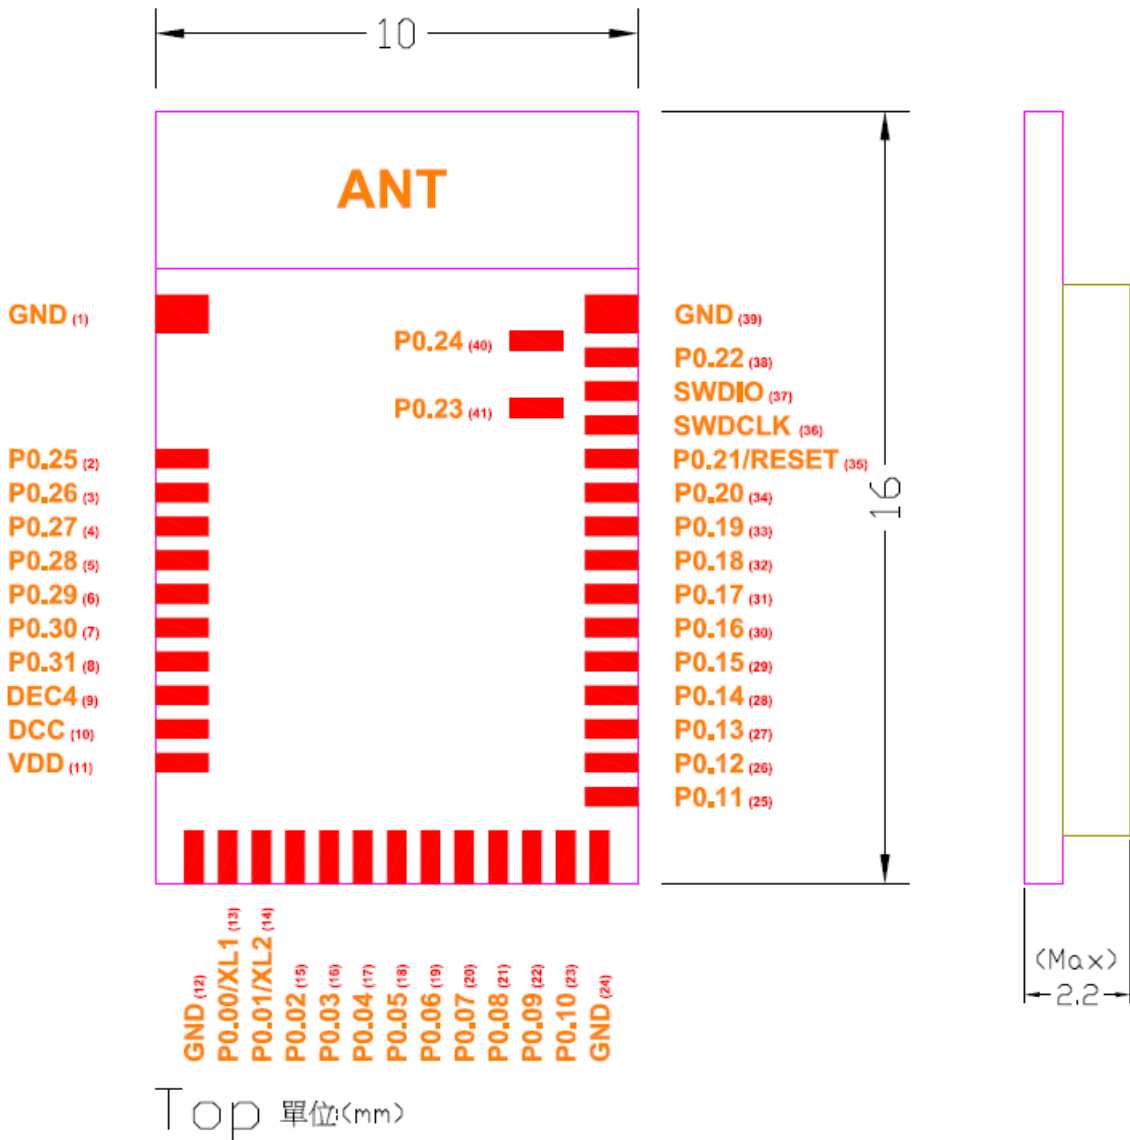 10
ANT
GND (1)
P0.25 (2)
P0.26 (3)
P0.27 (4)
P0.28 (5)
P0.29 (6)
P0.30 (7)
P0.31 (8)
DEC4 (9)
DCC (10)
VDD (11)
P0.24 (40)
P0.23 (41)
GND (39)
P0.22 (38)
SWDIO (37)
SWDCLK (36)
P0.21/RESET (35)
P0.20 (34)
P0.19 (33)
P0.18 (32)
P0.17 (31)
P0.16 (30)
P0.15 (29)
P0.14 (28)
P0.13 (27)
P0.12 (26)
P0.11 (25)
16
GND (12)
P0.00/XL1 (13)
P0.01/XL2 (14)
P0.02 (15)
P0.03 (16)
P0.04 (17)
P0.05 (18)
P0.06 (19)
P0.07 (20)
P0.08 (21)
P0.09 (22)
P0.10 (23)
GND (24)
(Max)
2.2
Top 單位:(mm)